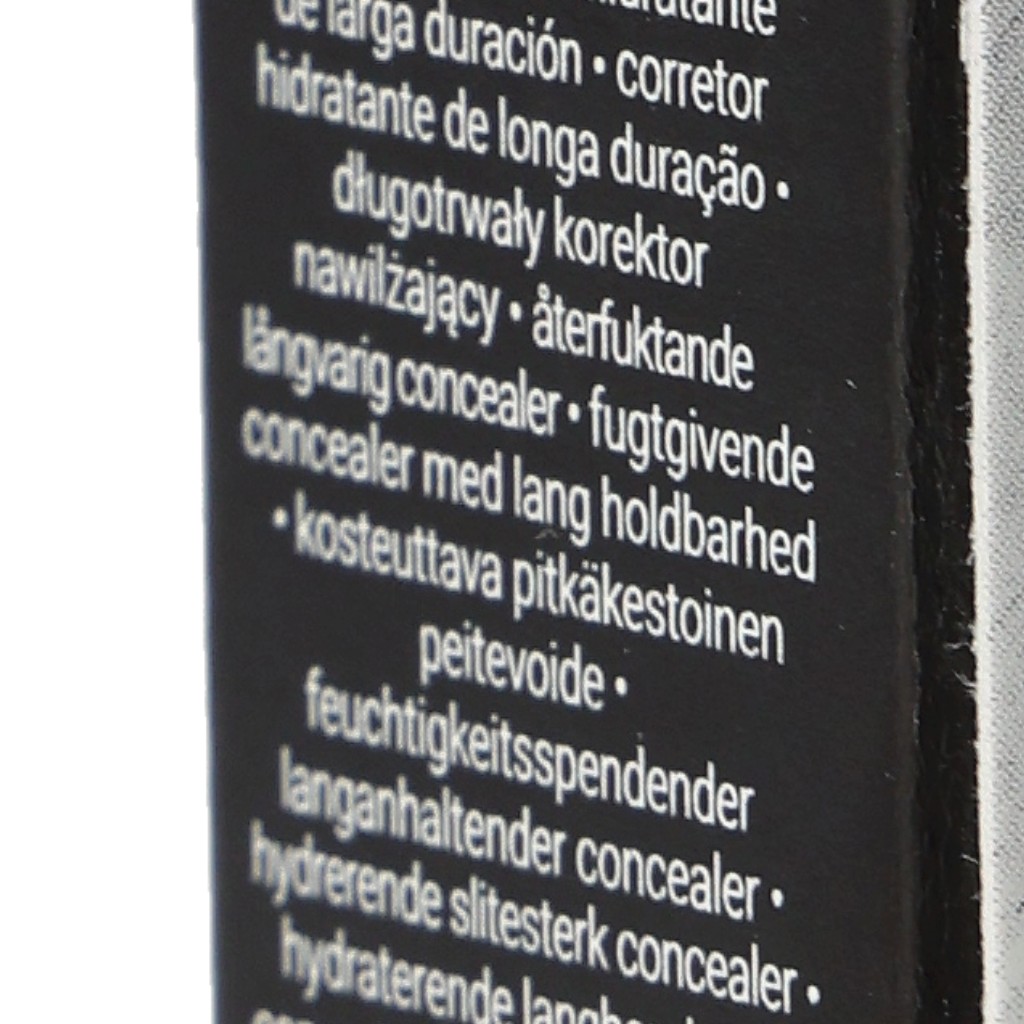 de larga duración • corretor
hidratante de longa duração •
długotrwały korektor
nawilżający • återfuktande
långvarig concealer • fugtgivende
concealer med lang holdbarhed
• kosteuttava pitkäkestoinen
peitevoide •
feuchtigkeitsspendender
langanhaltender concealer •
hydrerende slitesterk concealer •
hydraterende